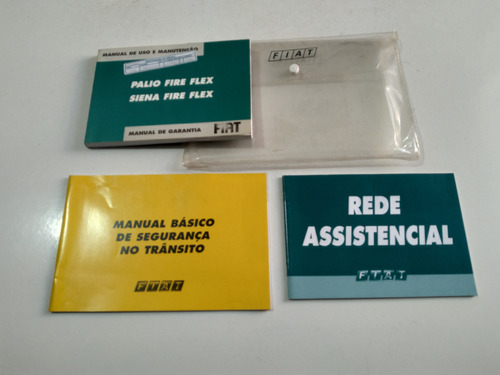 MANUAL DE USO E MANUTENÇÃO
PALIO FIRE FLEX
SIENA FIRE FLEX
MANUAL DE GARANTIA
FIAT
FIAT
MANUAL BÁSICO
DE SEGURANÇA
NO TRÂNSITO
FIAT
REDE
ASSISTENCIAL
FIAT